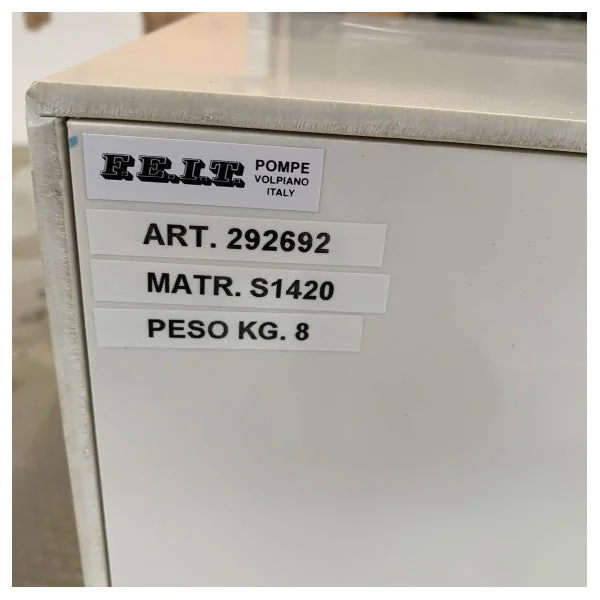 F.E.I.T. POMPE
VOLPIANO
ITALY
ART. 292692
MATR. S1420
PESO KG. 8